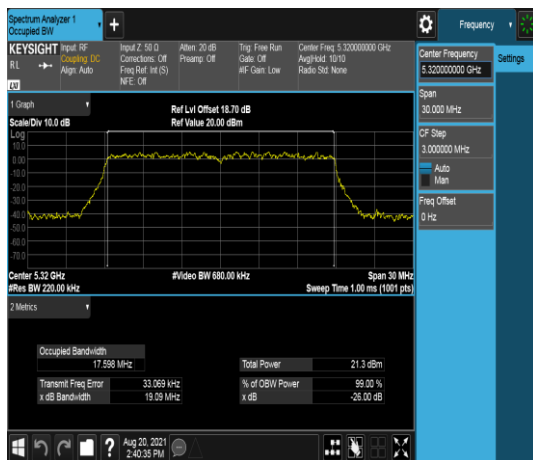 Spectrum Analyzer 1
Occupied BW
Frequency
KEYSIGHT
RL
Input: RF
Coupling: DC
Align: Auto
Input Z: 50 Ω
Corrections: Off
Freq Ref: Int (S)
NFE: Off
Atten: 20 dB
Preamp: Off
Trig: Free Run
Gate: Off
#IF Gain: Low
Center Freq: 5.320000000 GHz
Avg|Hold: 10/10
Radio Std: None
LXI
1 Graph
Scale/Div 10.0 dB
Ref Lvl Offset 18.70 dB
Ref Value 20.00 dBm
Log
10.0
0.00
-10.0
-20.0
-30.0
-40.0
-50.0
-60.0
-70.0
Center 5.32 GHz
#Res BW 220.00 kHz
#Video BW 680.00 kHz
Span 30 MHz
Sweep Time 1.00 ms (1001 pts)
2 Metrics
Occupied Bandwidth
17.598 MHz
Transmit Freq Error 33.069 kHz
x dB Bandwidth 19.09 MHz
Total Power 21.3 dBm
% of OBW Power 99.00 %
x dB -26.00 dB
Aug 20, 2021
2:40:35 PM
Center Frequency
5.320000000 GHz
Span
30.000 MHz
CF Step
3.000000 MHz
Auto
Man
Freq Offset
0 Hz
Settings